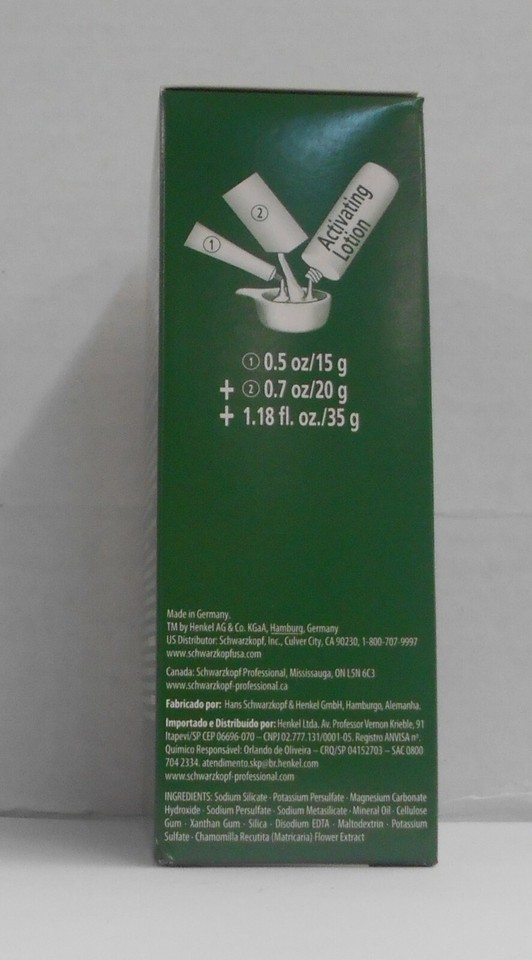 ①
②
Activating
Lotion
① 0.5 oz/15 g
+ ② 0.7 oz/20 g
+ 1.18 fl. oz./35 g
Made in Germany.
TM by Henkel AG & Co. KGaA, Hamburg, Germany
US Distributor: Schwarzkopf, Inc., Culver City, CA 90230, 1-800-707-9997
www.schwarzkopfusa.com
Canada: Schwarzkopf Professional, Mississauga, ON L5N 6C3
www.schwarzkopf-professional.ca
Fabricado por: Hans Schwarzkopf & Henkel GmbH, Hamburgo, Alemanha.
Importado e Distribuído por: Henkel Ltda. Av. Professor Vernon Krieble, 91
Itapevi/SP CEP 06696-070 – CNPJ 02.777.131/0001-05. Registro ANVISA nº.
Químico Responsável: Orlando de Oliveira – CRQ/SP 04152703 – SAC 0800
704 2334. atendimento.skp@br.henkel.com
www.schwarzkopf-professional.com
INGREDIENTS: Sodium Silicate · Potassium Persulfate · Magnesium Carbonate
Hydroxide · Sodium Persulfate · Sodium Metasilicate · Mineral Oil · Cellulose
Gum · Xanthan Gum · Silica · Disodium EDTA · Maltodextrin · Potassium
Sulfate · Chamomilla Recutita (Matricaria) Flower Extract